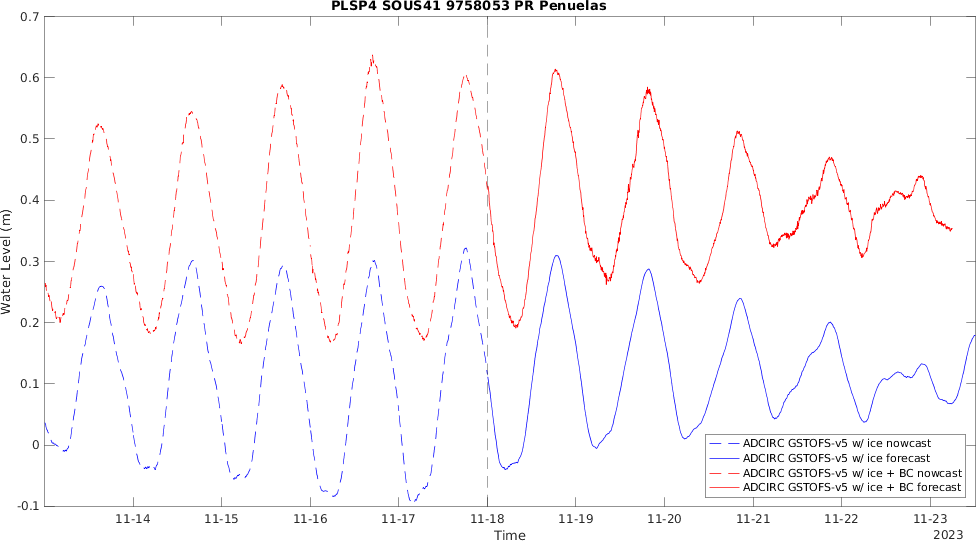 PLSP4 SOUS41 9758053 PR Penuelas
0.7
0.6
0.5
0.4
0.3
0.2
0.1
0
-0.1
Water Level (m)
ADCIRC GSTOFS-v5 w/ ice nowcast
ADCIRC GSTOFS-v5 w/ ice forecast
ADCIRC GSTOFS-v5 w/ ice + BC nowcast
ADCIRC GSTOFS-v5 w/ ice + BC forecast
11-14 11-15 11-16 11-17 11-18 11-19 11-20 11-21 11-22 11-23
Time
2023